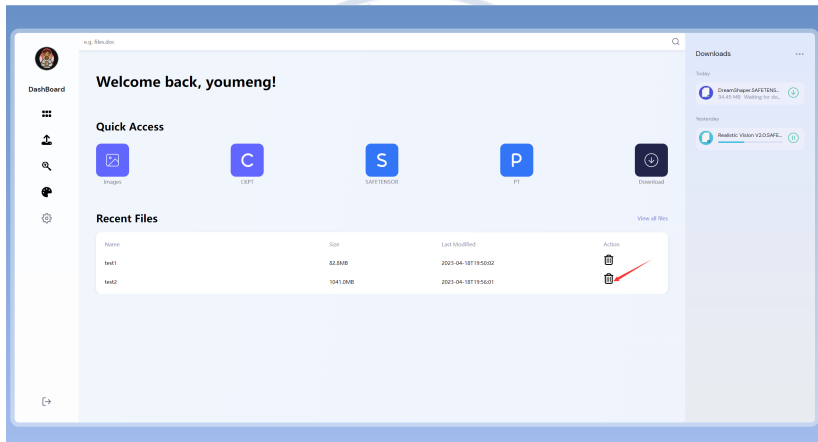 e.g. files.doc
DashBoard
Welcome back, youmeng!
Quick Access
Images
C
CKPT
S
SAFETENSOR
P
PT
Download
Recent Files
View all files
Name Size Last Modified Action
test1 82.8MB 2023-04-18T19:50:02
test2 1041.0MB 2023-04-18T19:56:01
Downloads
Today
DreamShaper.SAFETENS...
34.45 MB Waiting for do...
Yesterday
Realistic Vision V2.0.SAFE...